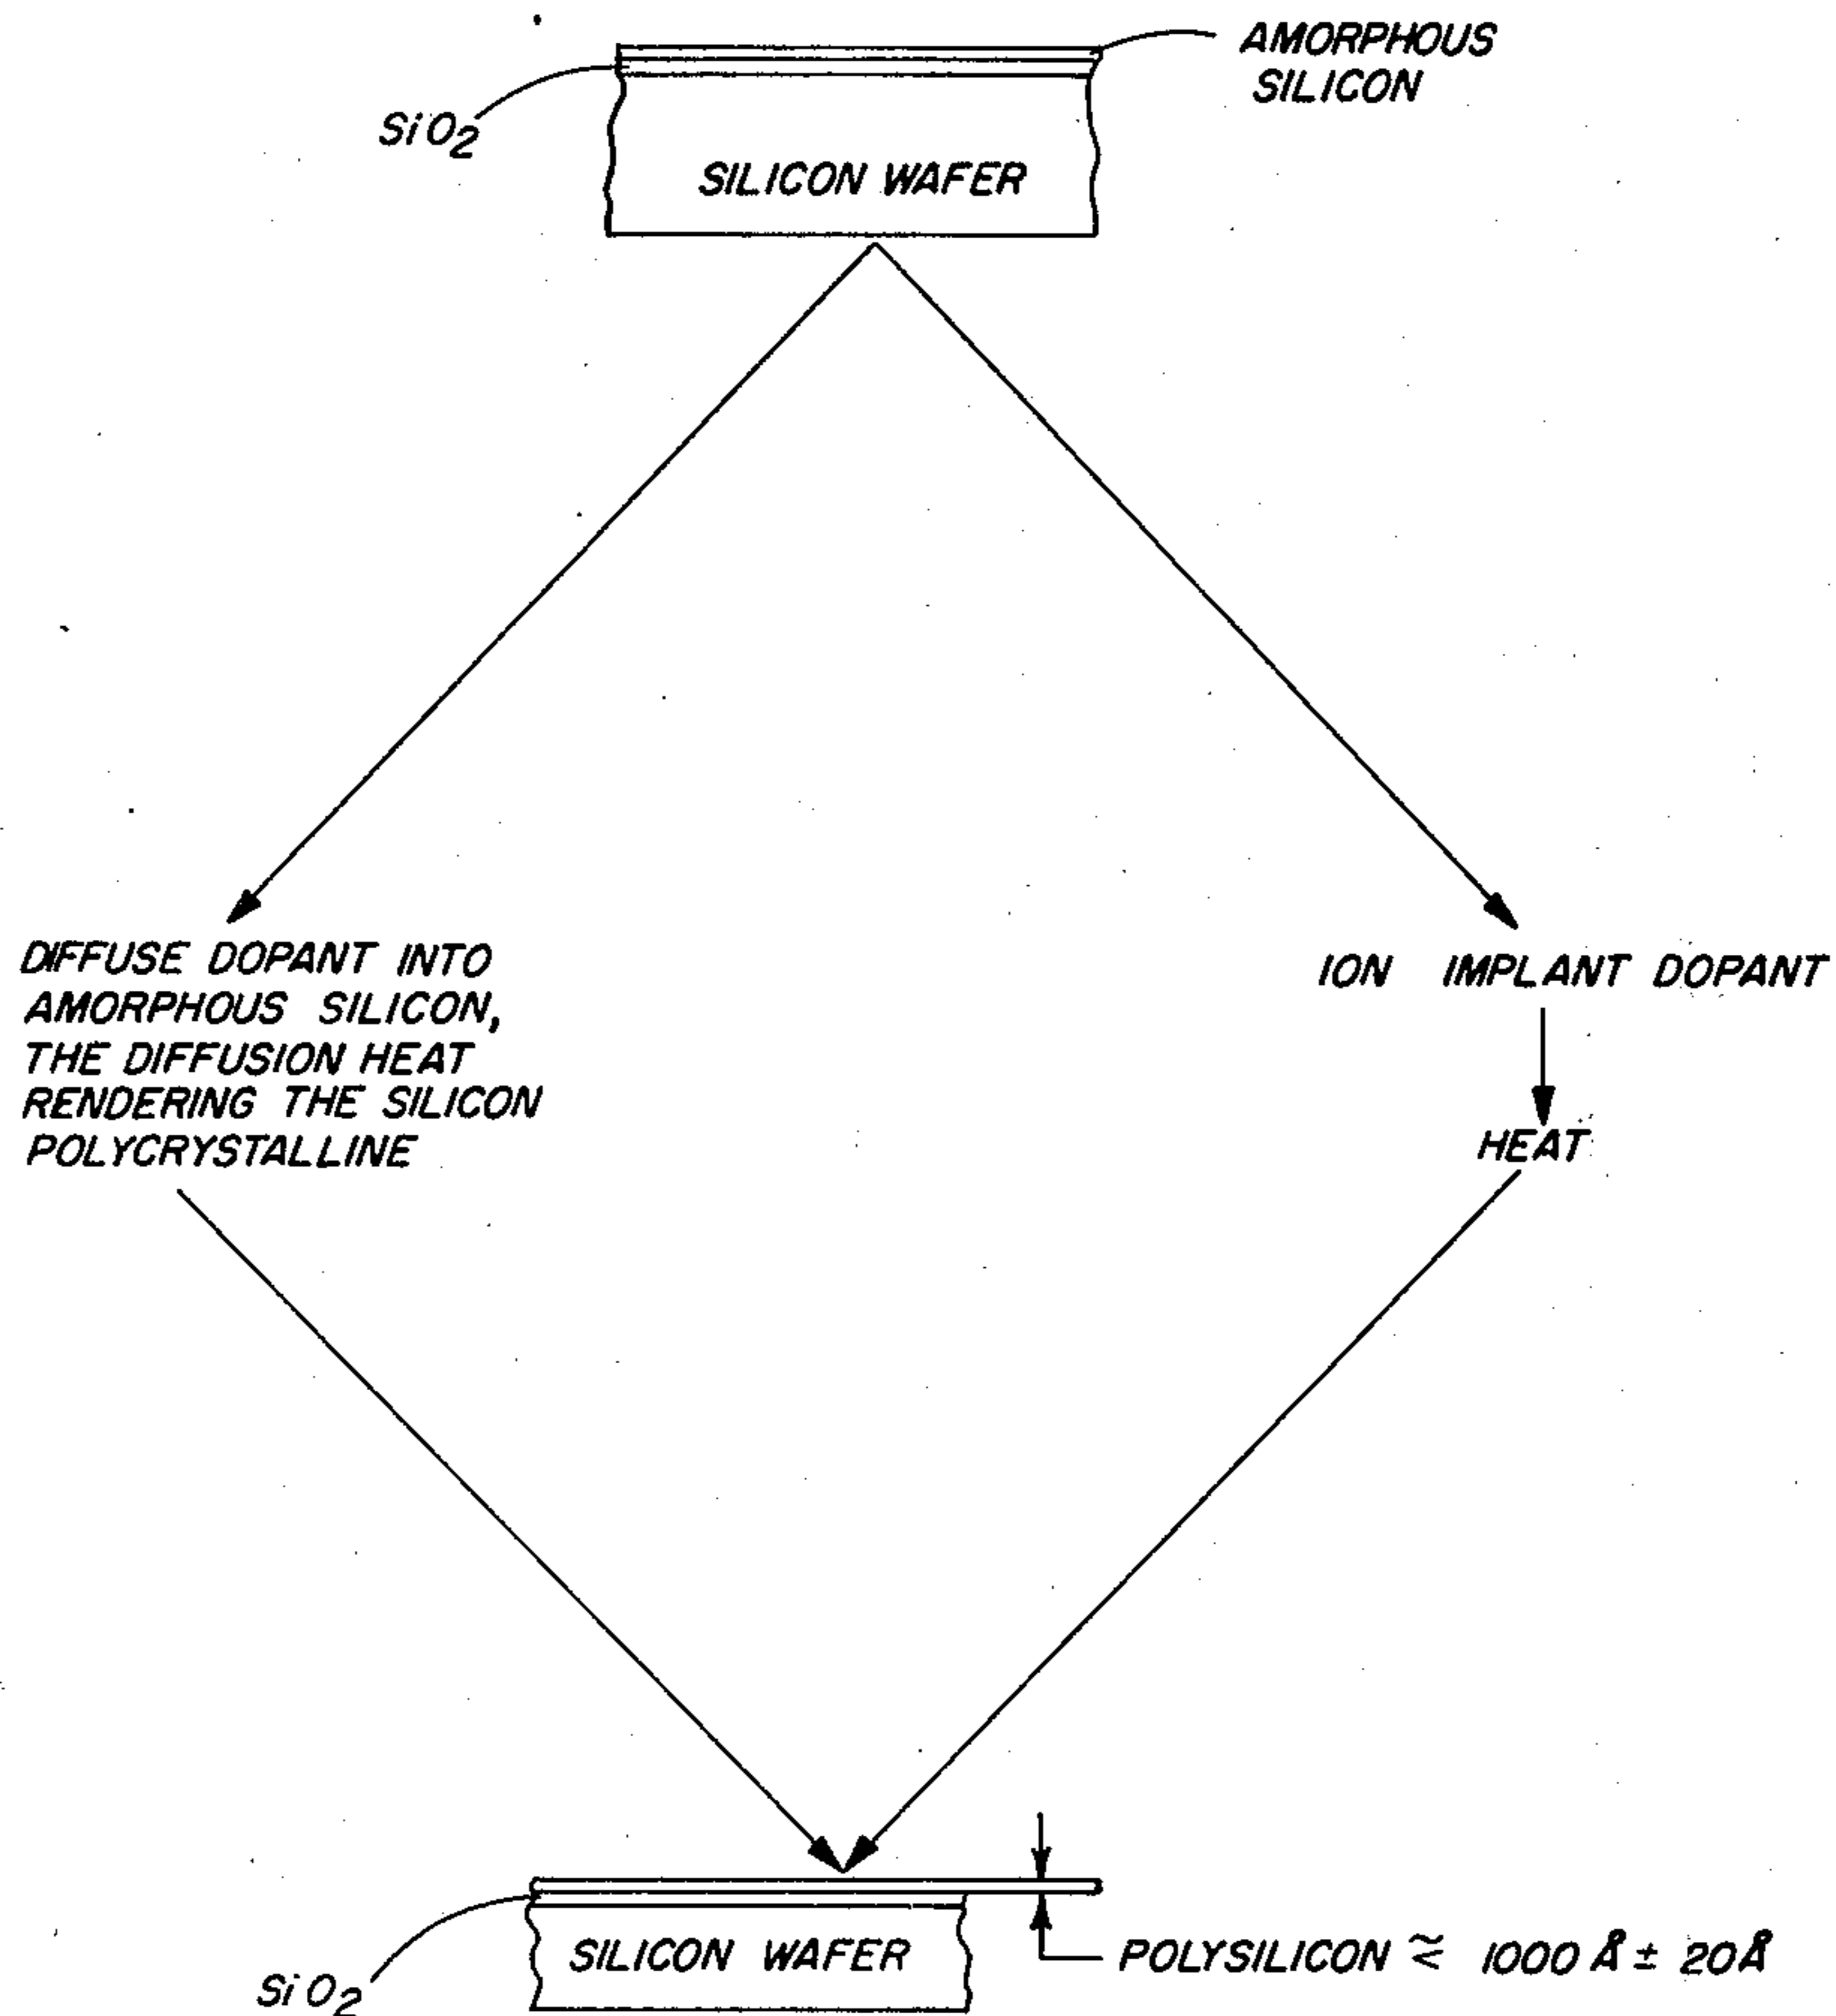 AMORPHOUS
SILICON
SiO2
SILICON WAFER
DIFFUSE DOPANT INTO
AMORPHOUS SILICON,
THE DIFFUSION HEAT
RENDERING THE SILICON
POLYCRYSTALLINE
ION IMPLANT DOPANT
HEAT
SILICON WAFER
POLYSILICON ≈ 1000 Å ± 20 Å
SiO2